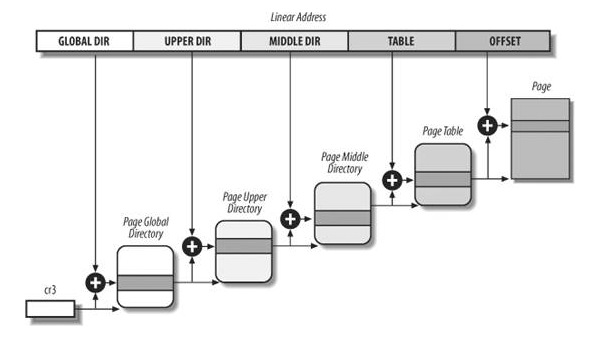 Linear Address
GLOBAL DIR
UPPER DIR
MIDDLE DIR
TABLE
OFFSET
Page
Page Table
Page Middle
Directory
Page Upper
Directory
Page Global
Directory
cr3